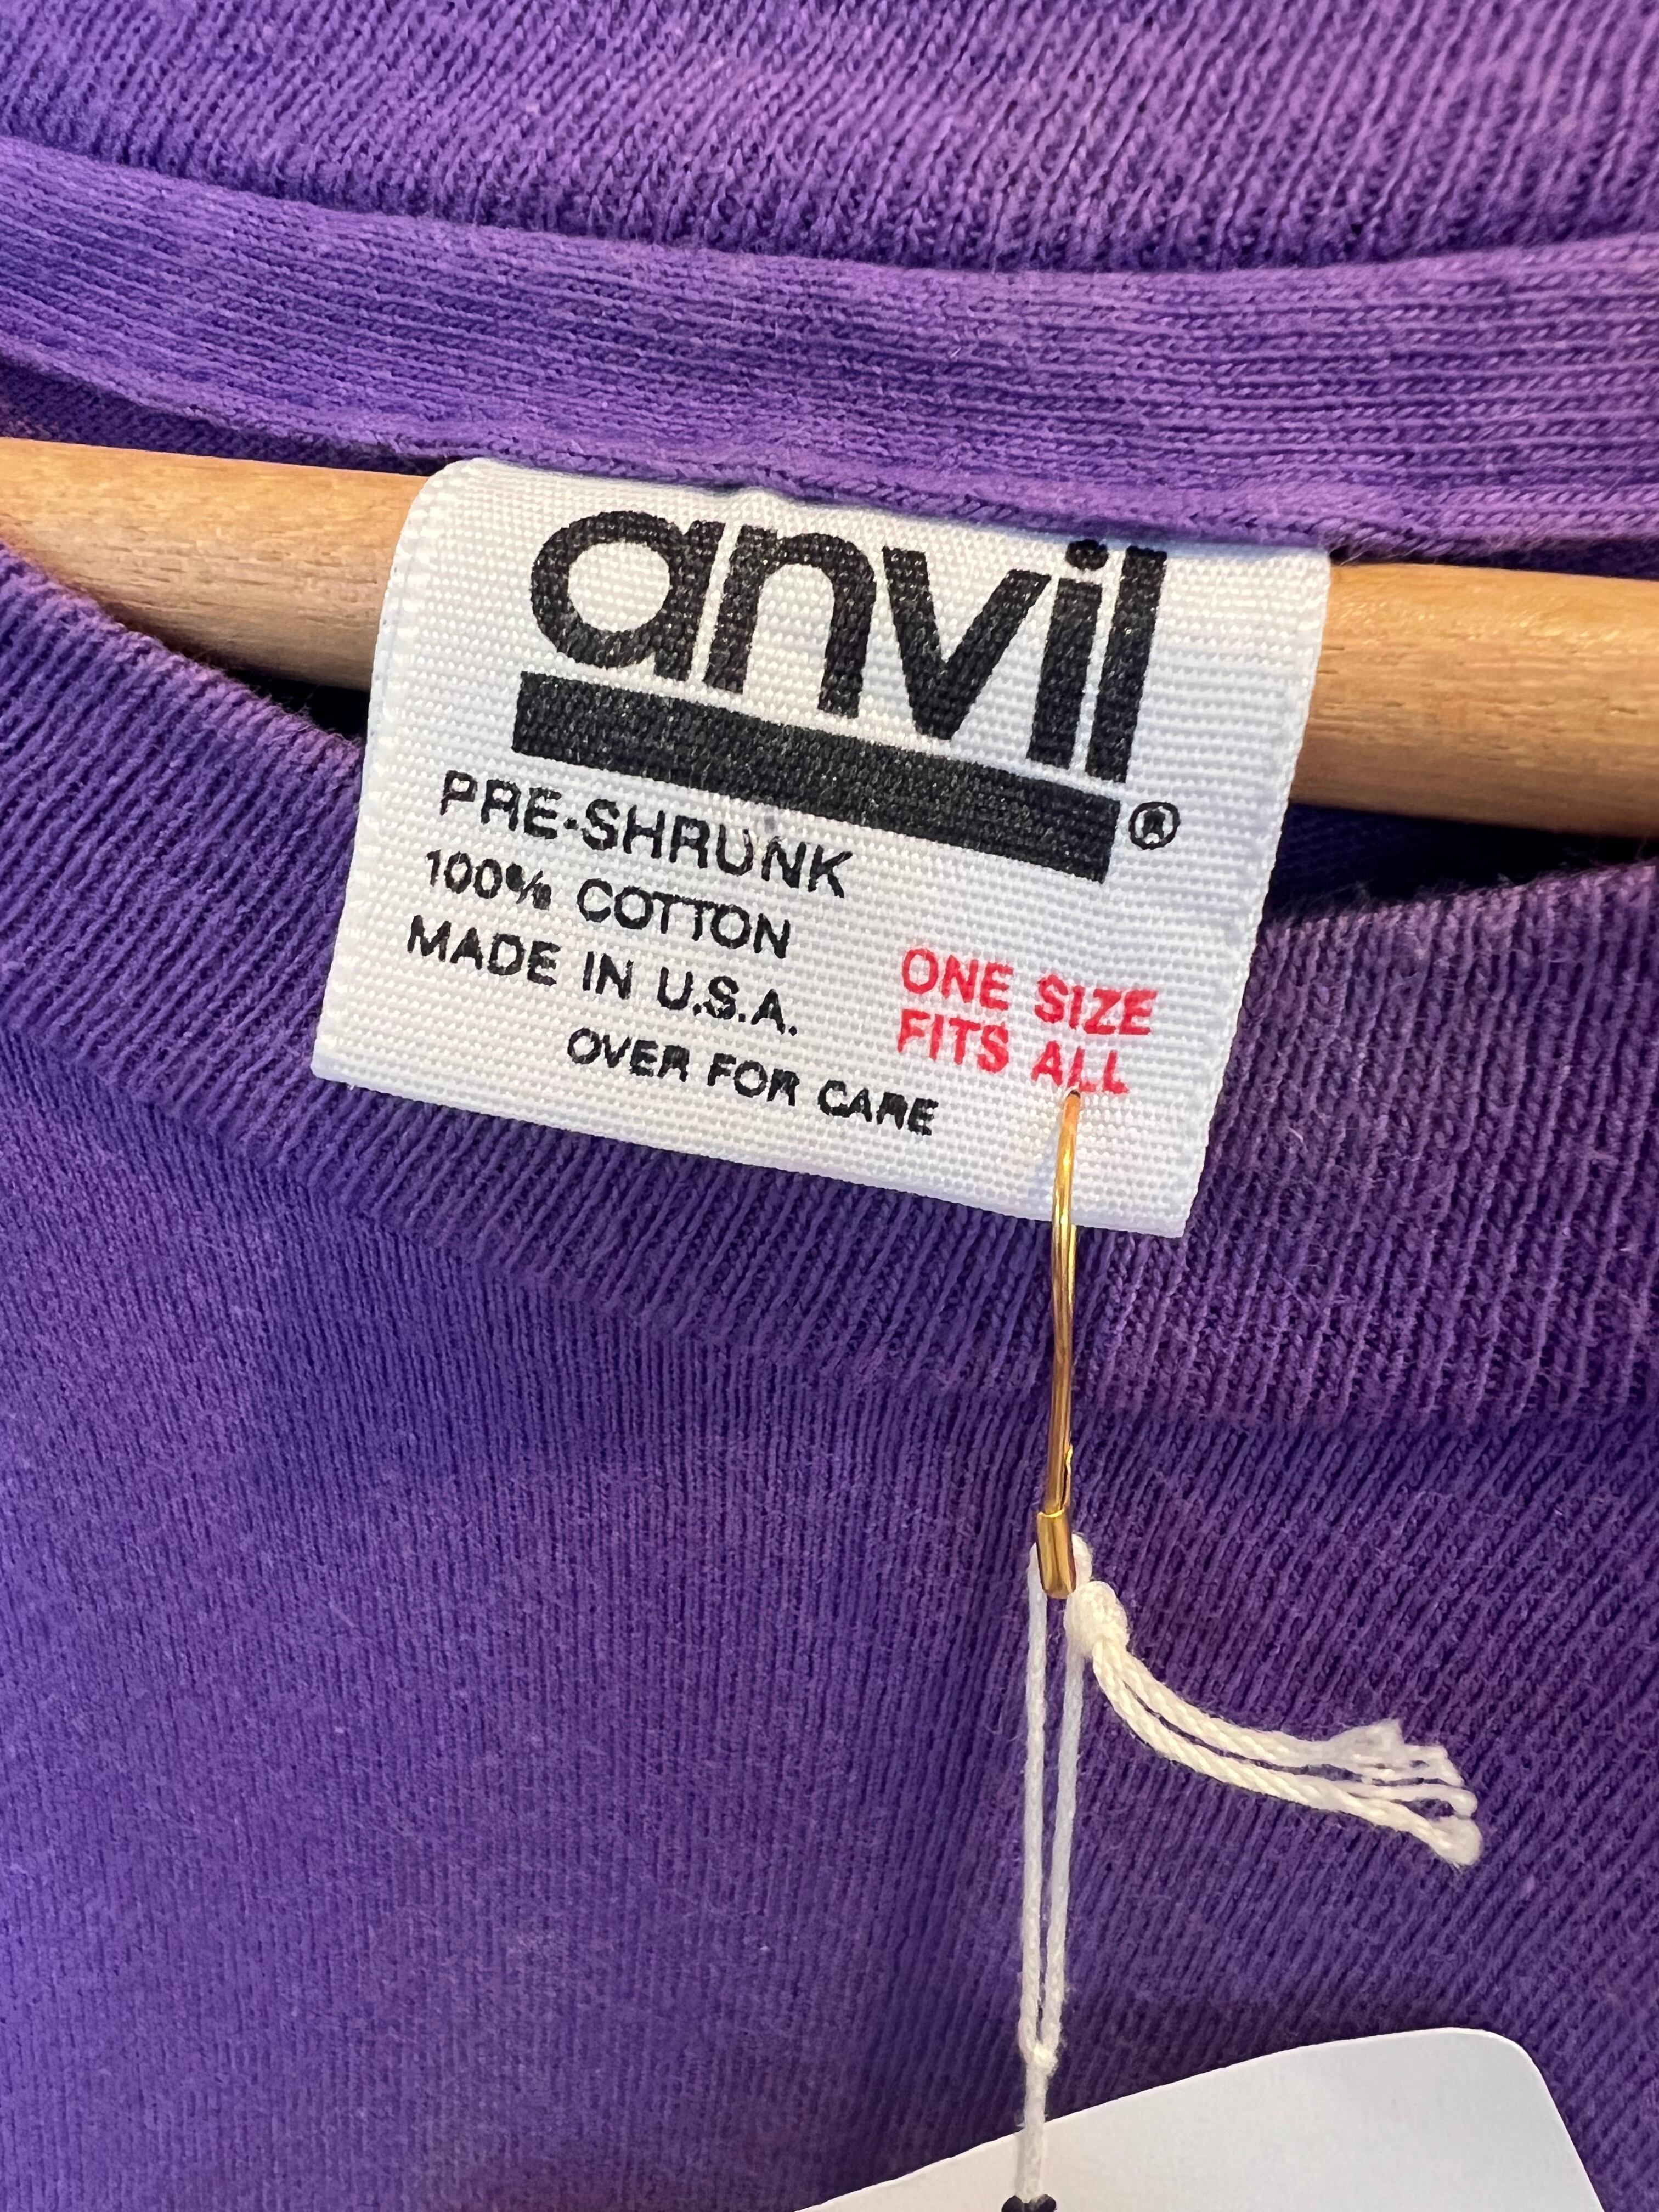 anvil®
PRE-SHRUNK
100% COTTON
MADE IN U.S.A.
ONE SIZE
FITS ALL
OVER FOR CARE